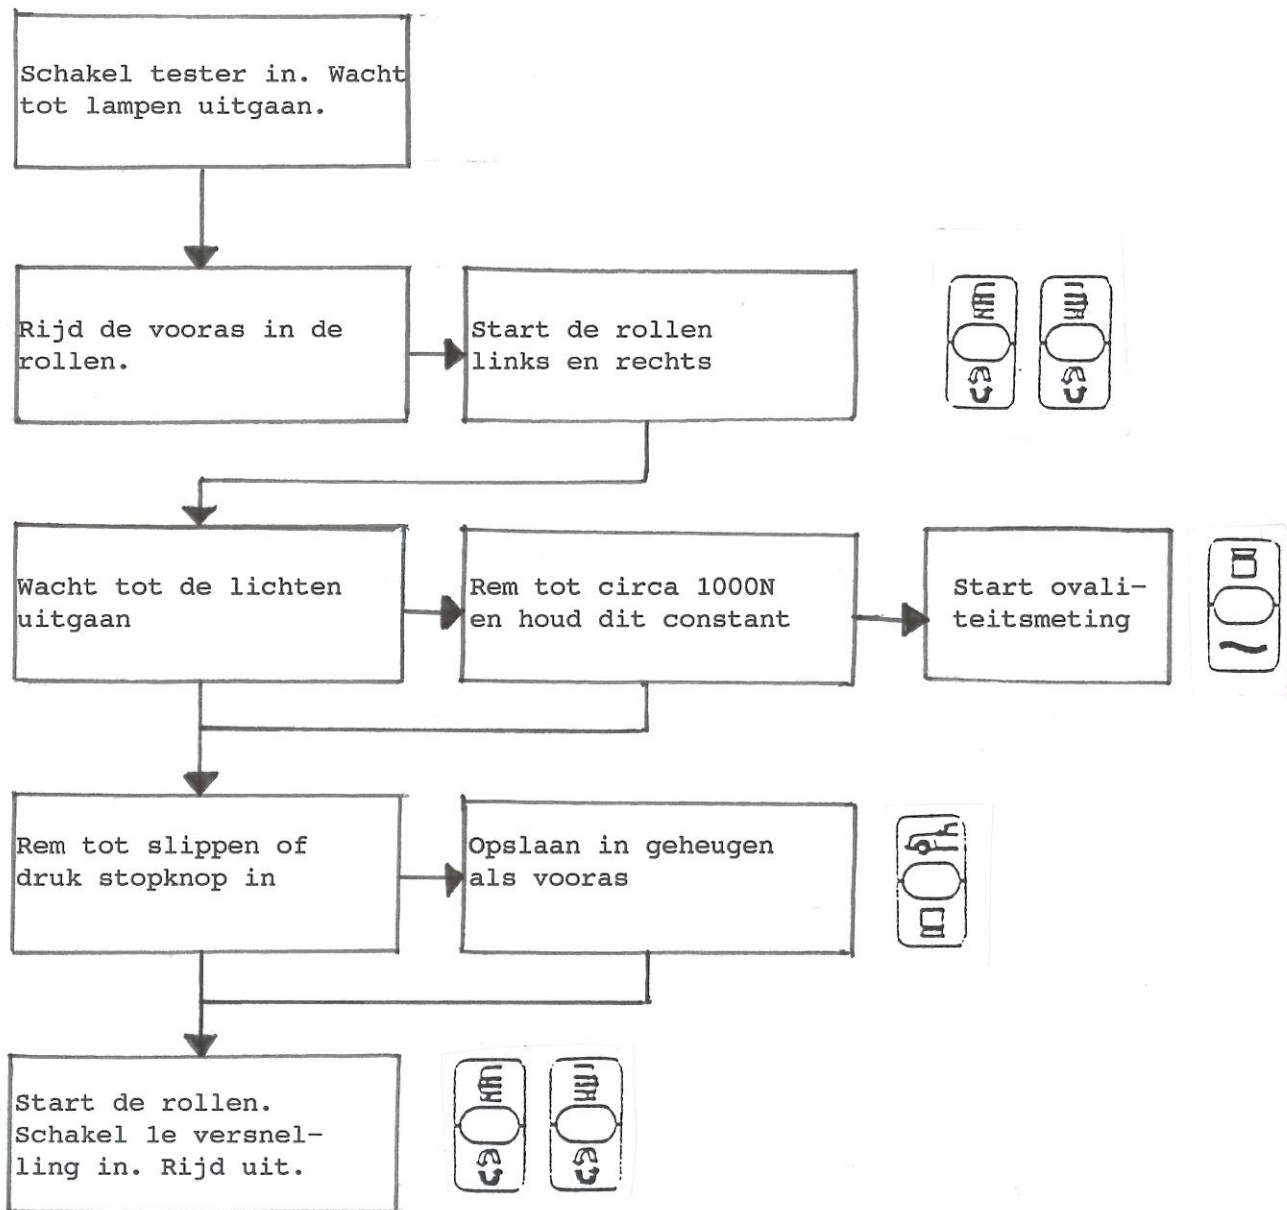 Schakel tester in. Wacht
tot lampen uitgaan.
Rijd de vooras in de
rollen.
Start de rollen
links en rechts
Wacht tot de lichten
uitgaan
Rem tot circa 1000N
en houd dit constant
Start ovali-
teitsmeting
Rem tot slippen of
druk stopknop in
Opslaan in geheugen
als vooras
Start de rollen.
Schakel 1e versnel-
ling in. Rijd uit.